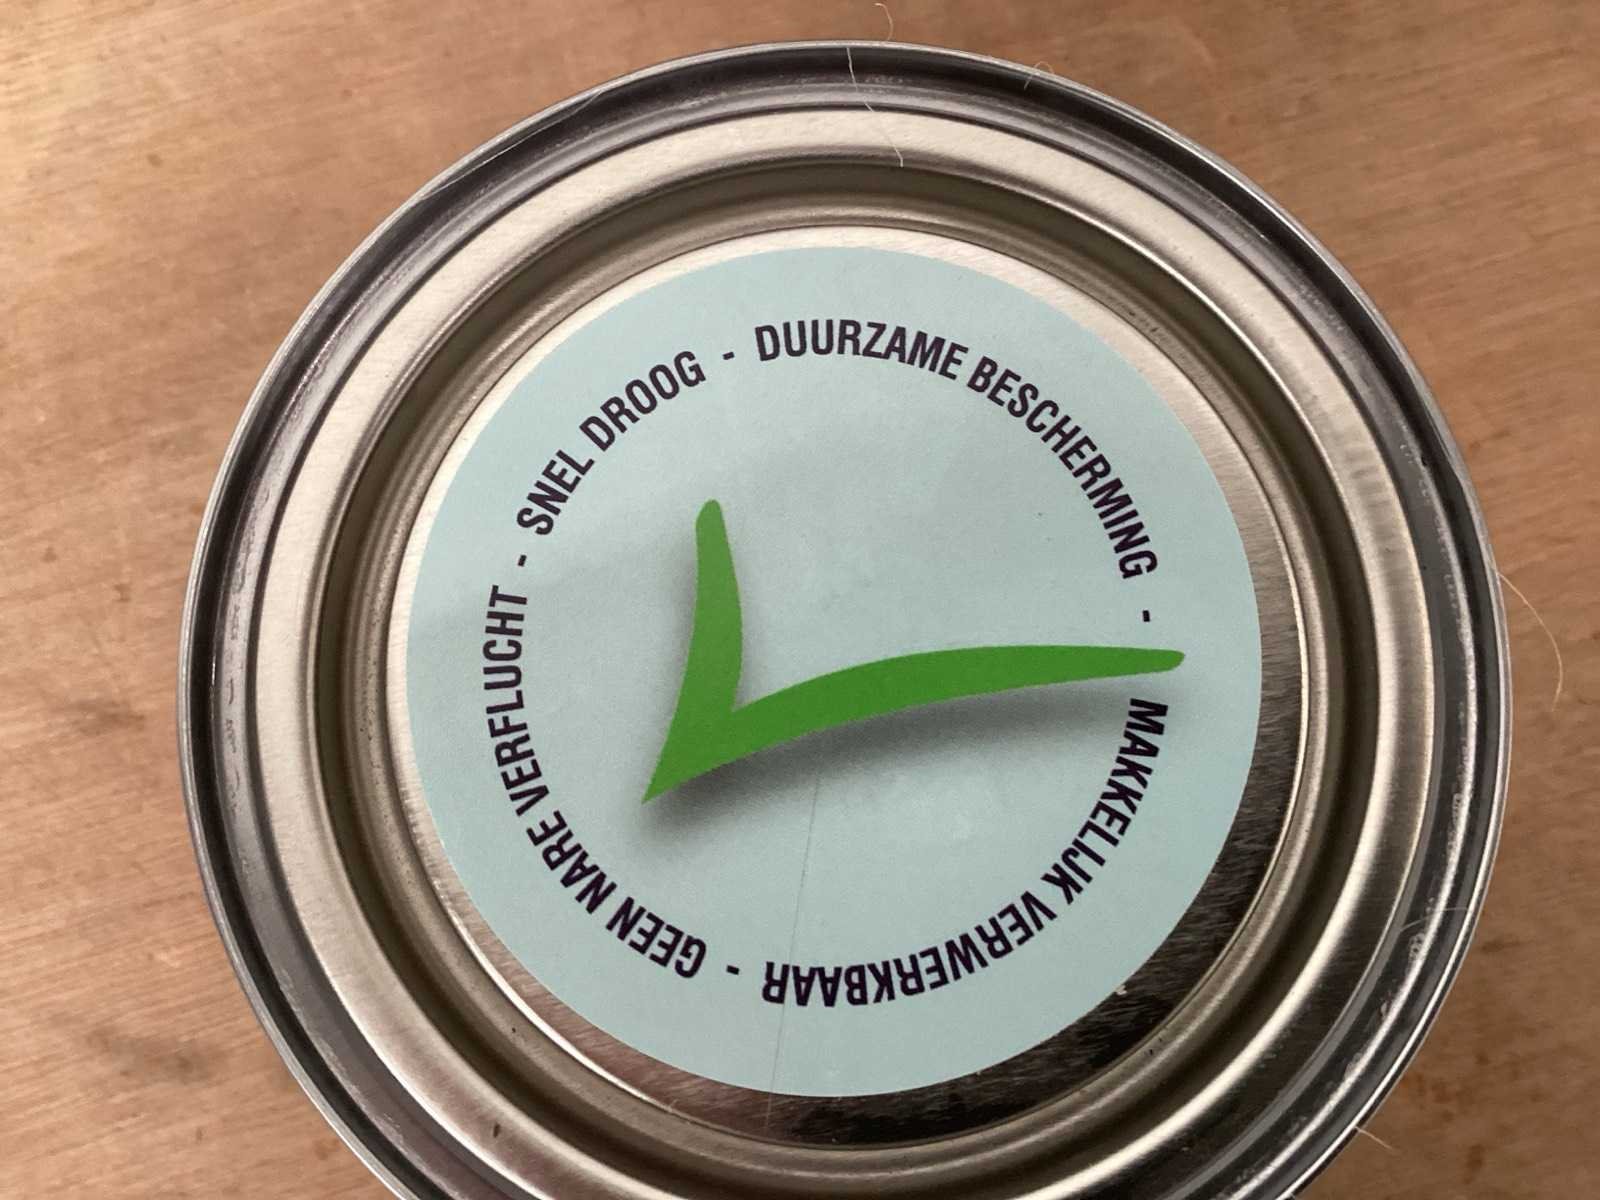 DUURZAME BESCHERMING - MAKKELIJK VERWERKBAAR - GEEN NARE VERFLUCHT - SNEL DROOG -